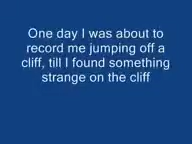 One day I was about to
record me jumping off a
cliff, till I found something
strange on the cliff